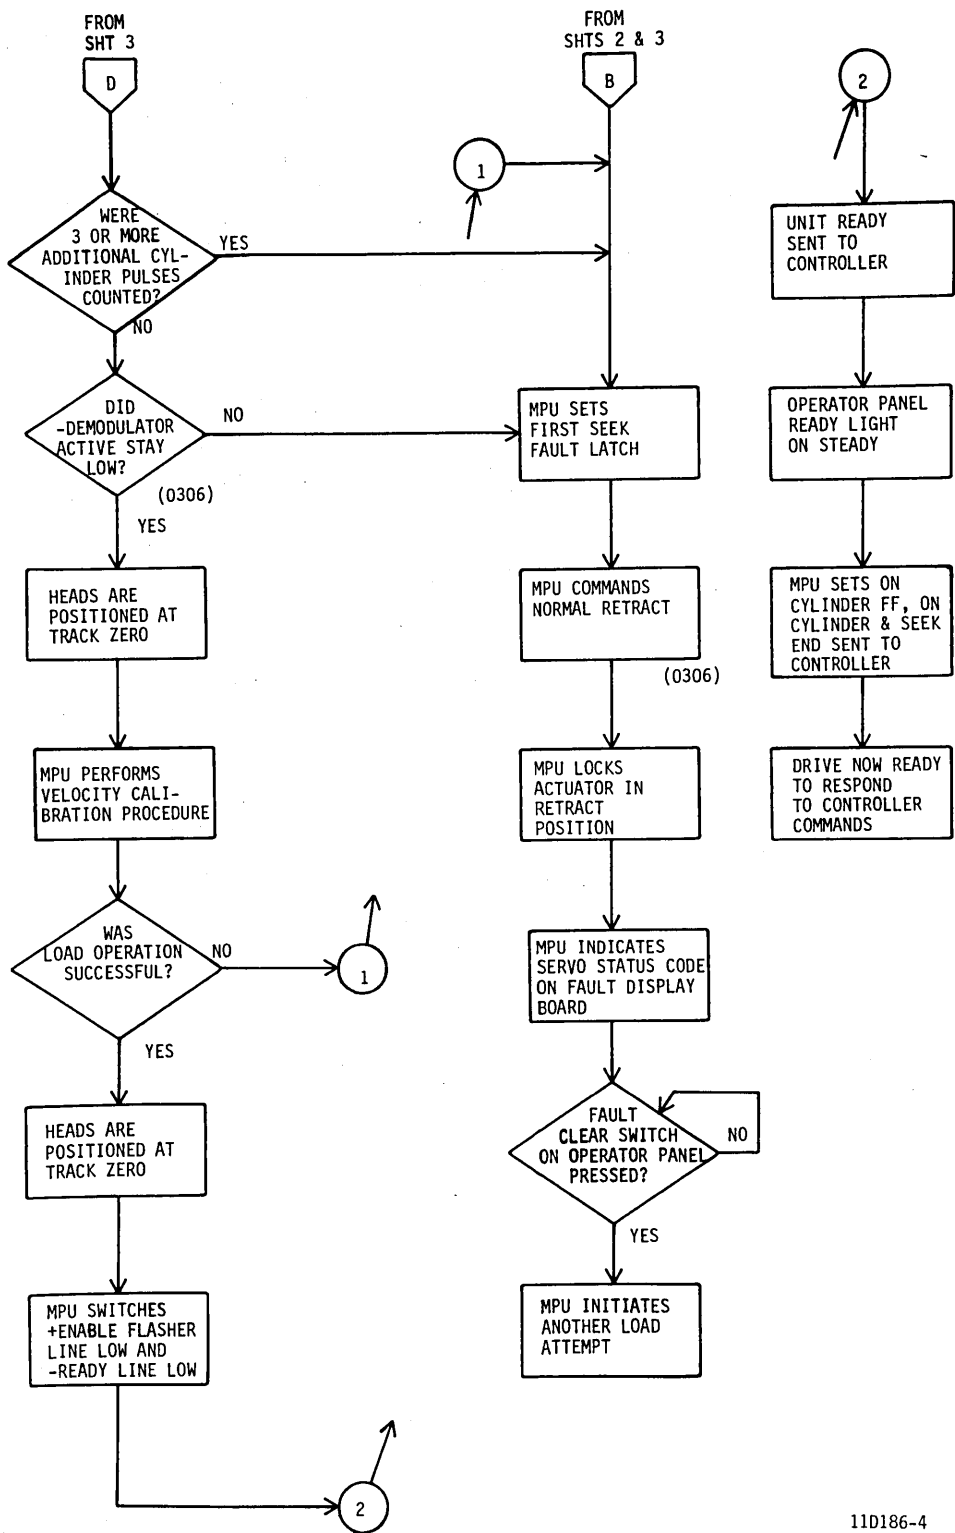 FROM
SHT 3
D
WERE
3 OR MORE
ADDITIONAL CYL-
INDER PULSES
COUNTED?
YES
NO
DID
-DEMODULATOR
ACTIVE STAY
LOW?
NO
(0306)
YES
HEADS ARE
POSITIONED AT
TRACK ZERO
MPU PERFORMS
VELOCITY CALI-
BRATION PROCEDURE
WAS
LOAD OPERATION
SUCCESSFUL?
NO
1
YES
HEADS ARE
POSITIONED AT
TRACK ZERO
MPU SWITCHES
+ENABLE FLASHER
LINE LOW AND
-READY LINE LOW
2
FROM
SHTS 2 & 3
B
1
MPU SETS
FIRST SEEK
FAULT LATCH
MPU COMMANDS
NORMAL RETRACT
(0306)
MPU LOCKS
ACTUATOR IN
RETRACT
POSITION
MPU INDICATES
SERVO STATUS CODE
ON FAULT DISPLAY
BOARD
FAULT
CLEAR SWITCH
ON OPERATOR PANEL
PRESSED?
NO
YES
MPU INITIATES
ANOTHER LOAD
ATTEMPT
2
UNIT READY
SENT TO
CONTROLLER
OPERATOR PANEL
READY LIGHT
ON STEADY
MPU SETS ON
CYLINDER FF, ON
CYLINDER & SEEK
END SENT TO
CONTROLLER
DRIVE NOW READY
TO RESPOND
TO CONTROLLER
COMMANDS
11D186-4